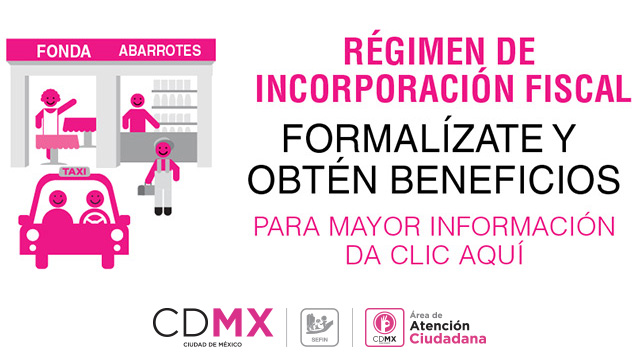 FONDA
ABARROTES
TAXI
RÉGIMEN DE
INCORPORACIÓN FISCAL
FORMALÍZATE Y
OBTÉN BENEFICIOS
PARA MAYOR INFORMACIÓN
DA CLIC AQUÍ
CDMX
CIUDAD DE MÉXICO
SEFIN
CDMX
Área de
Atención
Ciudadana